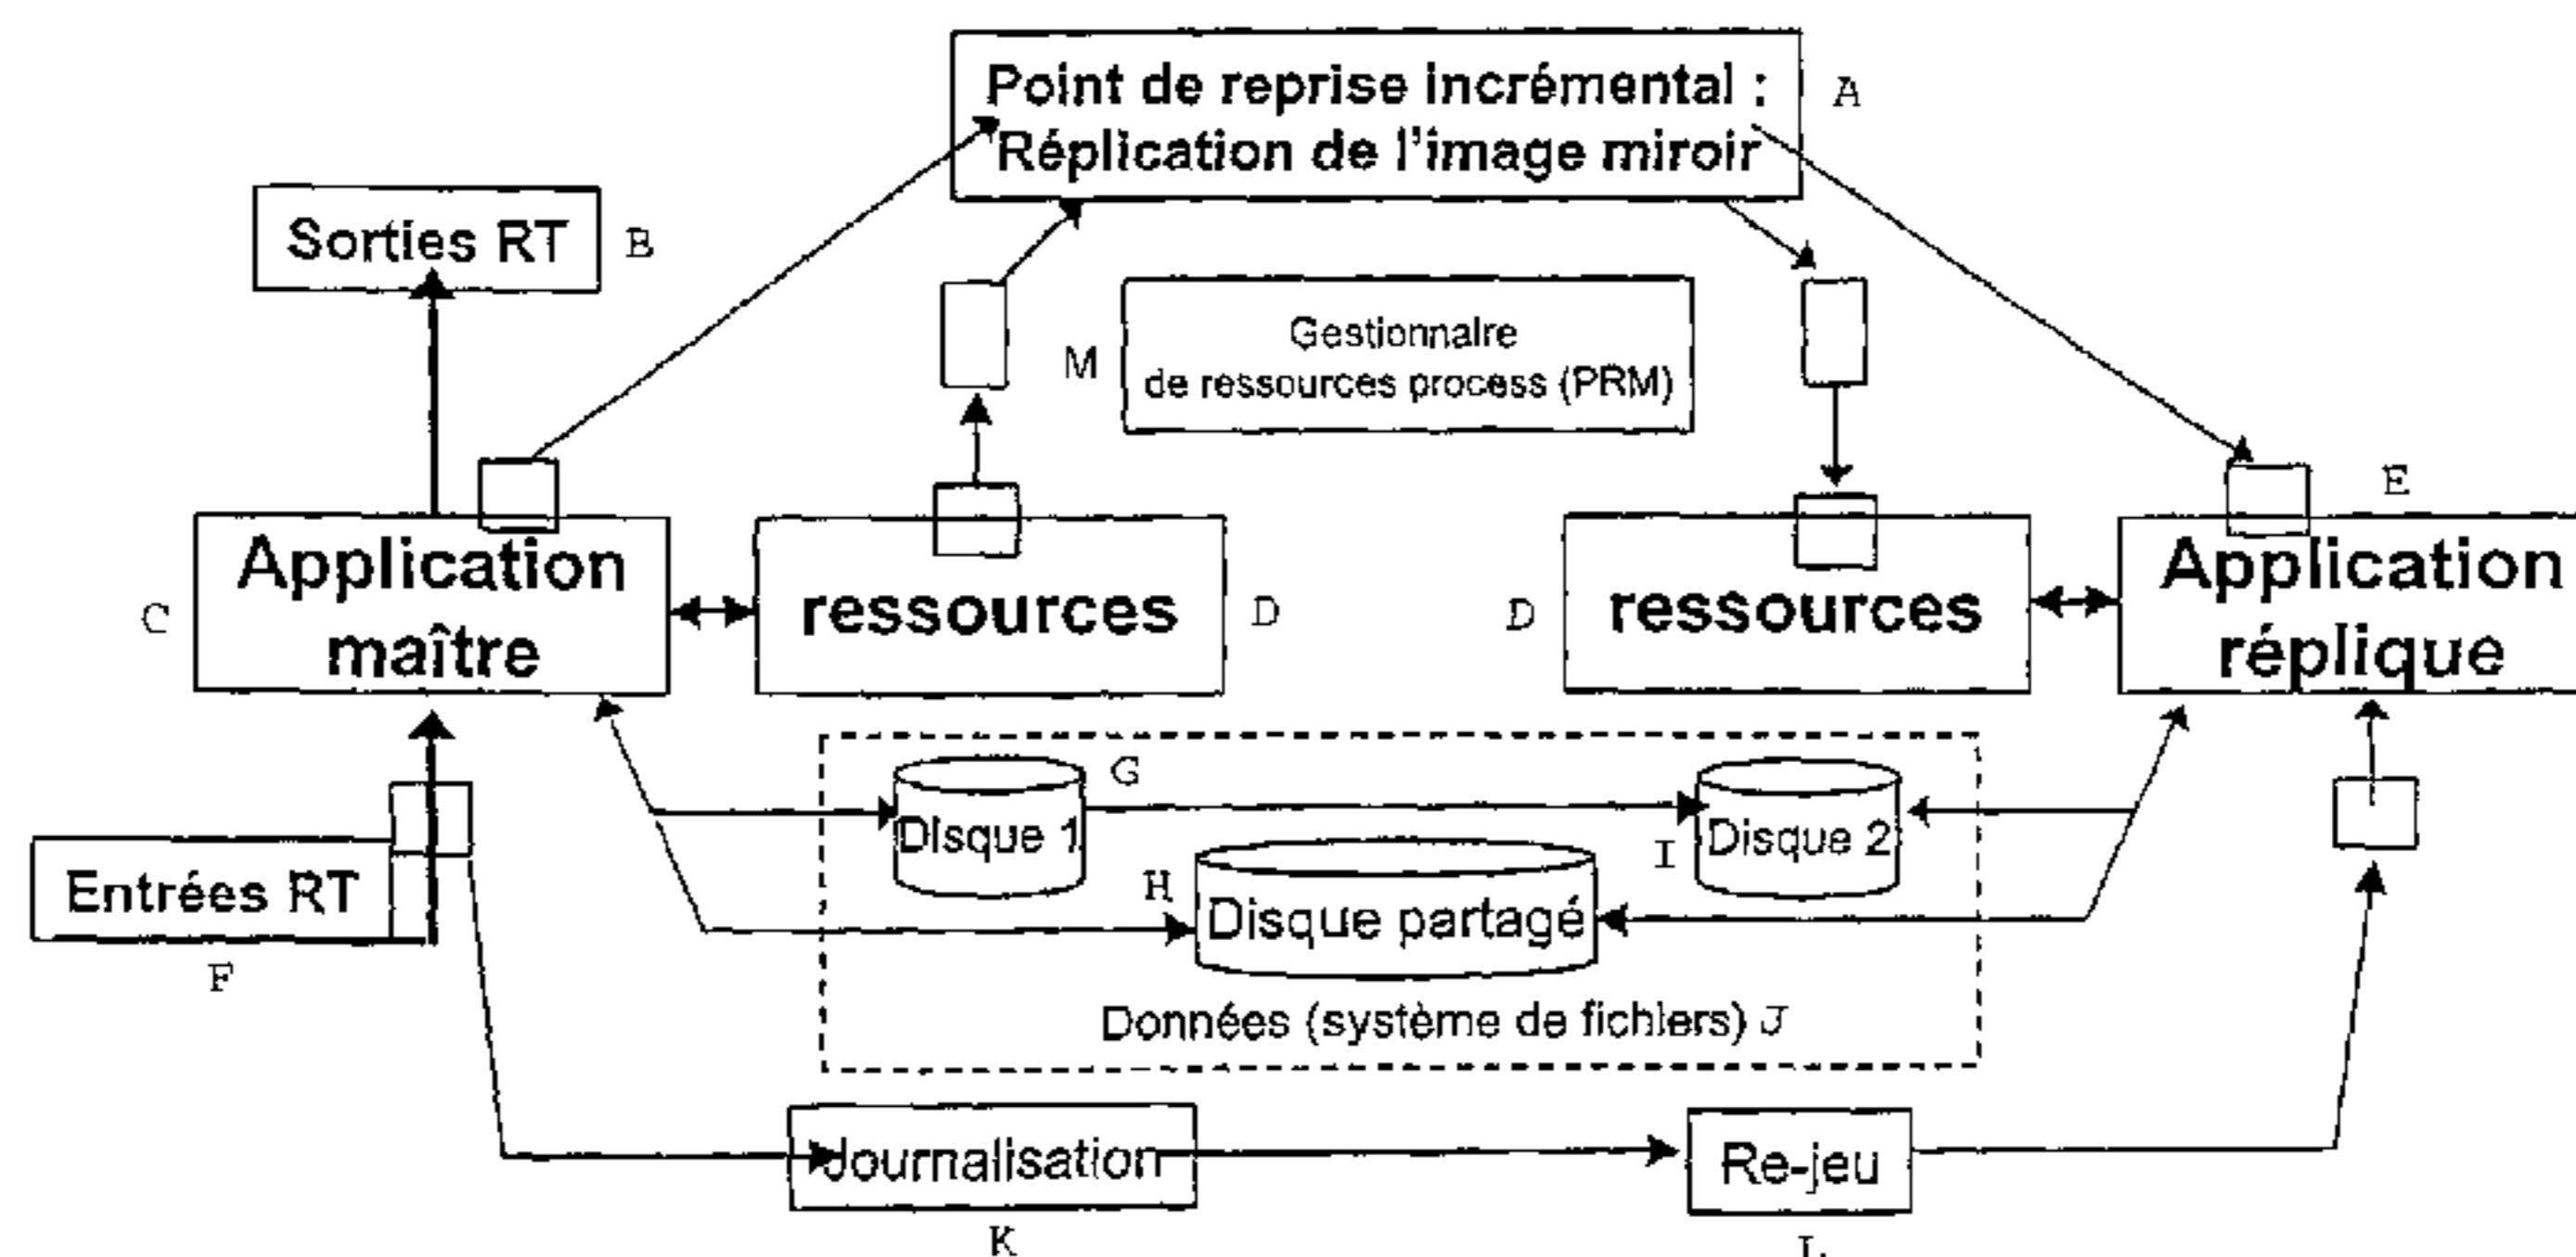 Point de reprise incrémental :
Réplication de l'image miroir
A
Sorties RT
B
Gestionnaire
de ressources process (PRM)
M
Application
maître
C
ressources
D
ressources
D
Application
réplique
E
Disque 1
G
Disque 2
I
Disque partagé
H
Données (système de fichiers) J
Entrées RT
F
Journalisation
K
Re-jeu
L